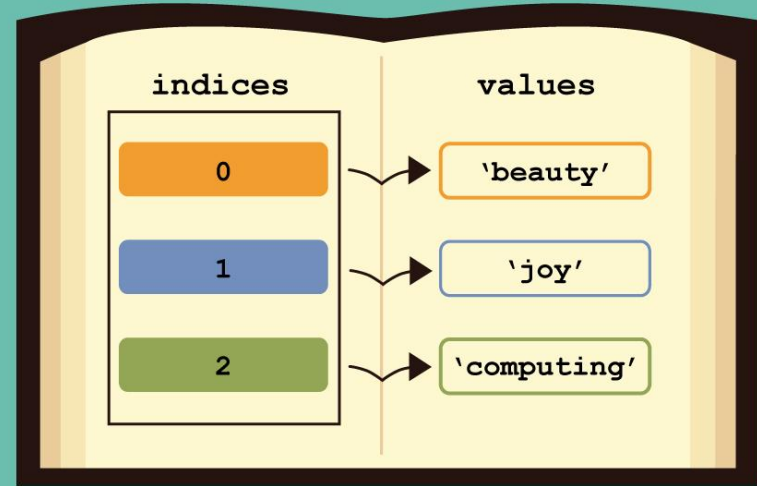 indices values
0 ‘beauty’
1 ‘joy’
2 ‘computing’